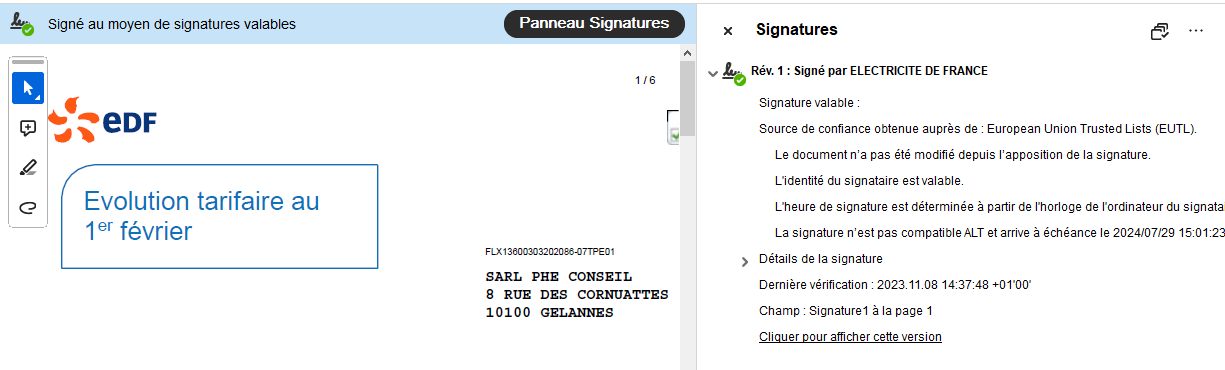 Signé au moyen de signatures valables
Panneau Signatures
1 / 6
EDF
Evolution tarifaire au
1er février
FLX13600303202086-07TPE01
SARL PHE CONSEIL
8 RUE DES CORNUATTES
10100 GELANNES
Signatures
Rév. 1 : Signé par ELECTRICITE DE FRANCE
Signature valable :
Source de confiance obtenue auprès de : European Union Trusted Lists (EUTL).
Le document n'a pas été modifié depuis l'apposition de la signature.
L'identité du signataire est valable.
L'heure de signature est déterminée à partir de l'horloge de l'ordinateur du
La signature n'est pas compatible ALT et arrive à échéance le 2024/07/29 15:01:23
Détails de la signature
Dernière vérification : 2023.11.08 14:37:48 +01'00'
Champ : Signature1 à la page 1
Cliquer pour afficher cette version